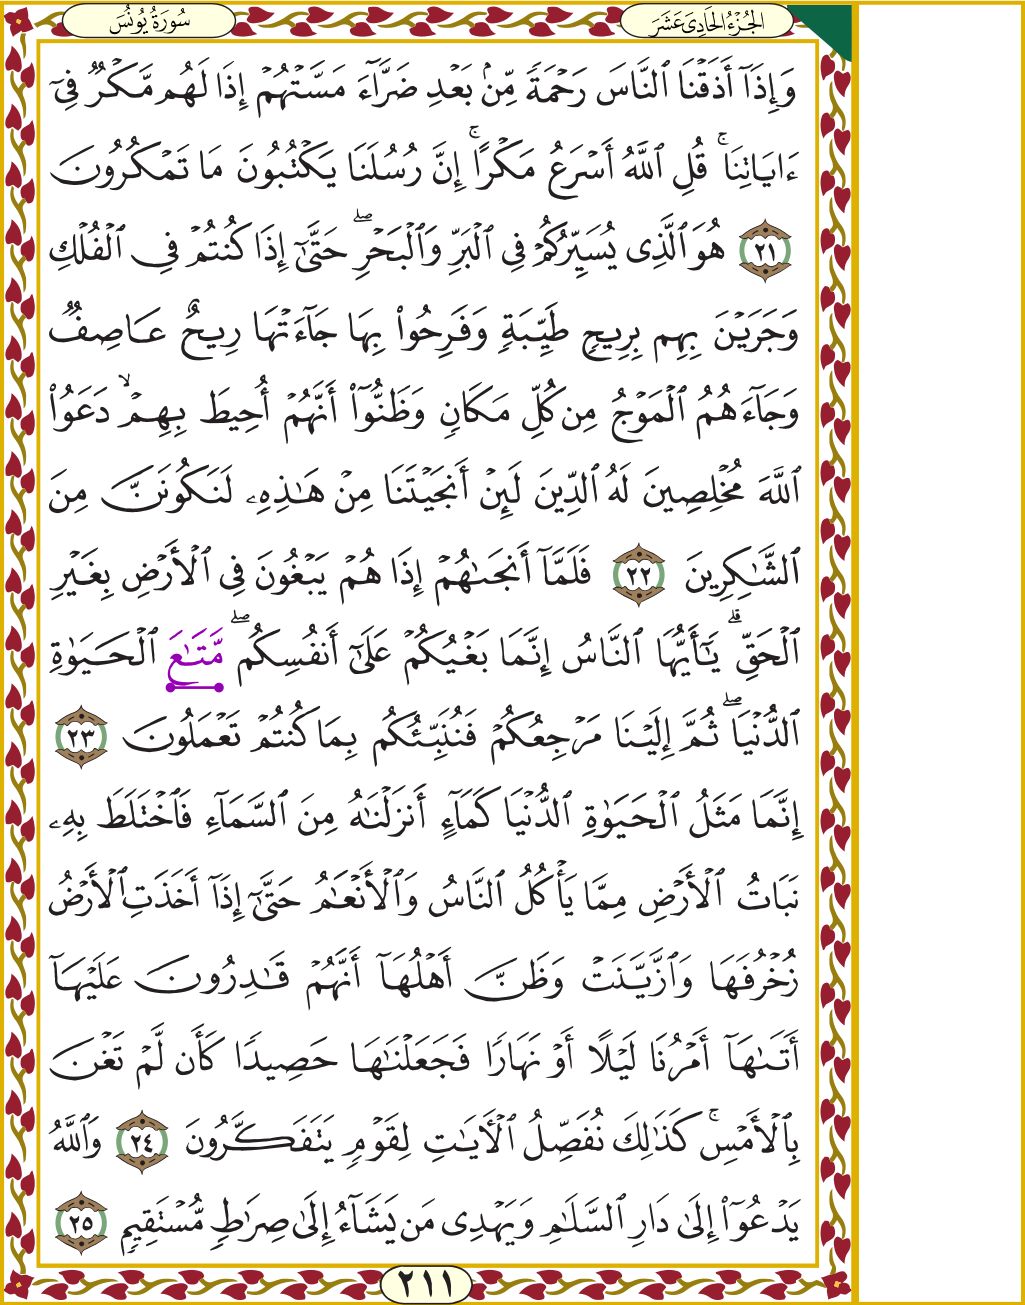 الجُزْءُ الحَادِيَ عَشَرَ
سُورَةُ يُونُسَ
وَإِذَآ أَذَقْنَا ٱلنَّاسَ رَحْمَةً مِّنۢ بَعْدِ ضَرَّآءَ مَسَّتْهُمْ إِذَا لَهُم مَّكْرٌ فِىٓ
ءَايَاتِنَا ۚ قُلِ ٱللَّهُ أَسْرَعُ مَكْرًا ۚ إِنَّ رُسُلَنَا يَكْتُبُونَ مَا تَمْكُرُونَ
٢١ هُوَ ٱلَّذِى يُسَيِّرُكُمْ فِى ٱلْبَرِّ وَٱلْبَحْرِ ۖ حَتَّىٰٓ إِذَا كُنتُمْ فِى ٱلْفُلْكِ
وَجَرَيْنَ بِهِم بِرِيحٍ طَيِّبَةٍ وَفَرِحُوا۟ بِهَا جَآءَتْهَا رِيحٌ عَاصِفٌ
وَجَآءَهُمُ ٱلْمَوْجُ مِن كُلِّ مَكَانٍ وَظَنُّوٓا۟ أَنَّهُمْ أُحِيطَ بِهِمْ ۙ دَعَوُا۟
ٱللَّهَ مُخْلِصِينَ لَهُ ٱلدِّينَ لَئِنْ أَنجَيْتَنَا مِنْ هَـٰذِهِۦ لَنَكُونَنَّ مِنَ
ٱلشَّـٰكِرِينَ ٢٢ فَلَمَّآ أَنجَىٰهُمْ إِذَا هُمْ يَبْغُونَ فِى ٱلْأَرْضِ بِغَيْرِ
ٱلْحَقِّ ۗ يَـٰٓأَيُّهَا ٱلنَّاسُ إِنَّمَا بَغْيُكُمْ عَلَىٰٓ أَنفُسِكُم ۖ مَّتَـٰعَ ٱلْحَيَوٰةِ
ٱلدُّنْيَا ۖ ثُمَّ إِلَيْنَا مَرْجِعُكُمْ فَنُنَبِّئُكُم بِمَا كُنتُمْ تَعْمَلُونَ ٢٣
إِنَّمَا مَثَلُ ٱلْحَيَوٰةِ ٱلدُّنْيَا كَمَآءٍ أَنزَلْنَـٰهُ مِنَ ٱلسَّمَآءِ فَٱخْتَلَطَ بِهِۦ
نَبَاتُ ٱلْأَرْضِ مِمَّا يَأْكُلُ ٱلنَّاسُ وَٱلْأَنْعَـٰمُ حَتَّىٰٓ إِذَآ أَخَذَتِ ٱلْأَرْضُ
زُخْرُفَهَا وَٱزَّيَّنَتْ وَظَنَّ أَهْلُهَآ أَنَّهُمْ قَـٰدِرُونَ عَلَيْهَآ
أَتَىٰهَآ أَمْرُنَا لَيْلًا أَوْ نَهَارًا فَجَعَلْنَـٰهَا حَصِيدًا كَأَن لَّمْ تَغْنَ
بِٱلْأَمْسِ ۚ كَذَٰلِكَ نُفَصِّلُ ٱلْـَٔايَـٰتِ لِقَوْمٍ يَتَفَكَّرُونَ ٢٤ وَٱللَّهُ
يَدْعُوٓا۟ إِلَىٰ دَارِ ٱلسَّلَـٰمِ وَيَهْدِى مَن يَشَآءُ إِلَىٰ صِرَٰطٍ مُّسْتَقِيمٍ ٢٥
٢١١